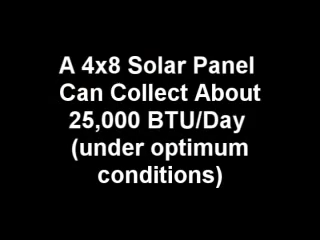 A 4x8 Solar Panel
Can Collect About
25,000 BTU/Day
(under optimum
conditions)